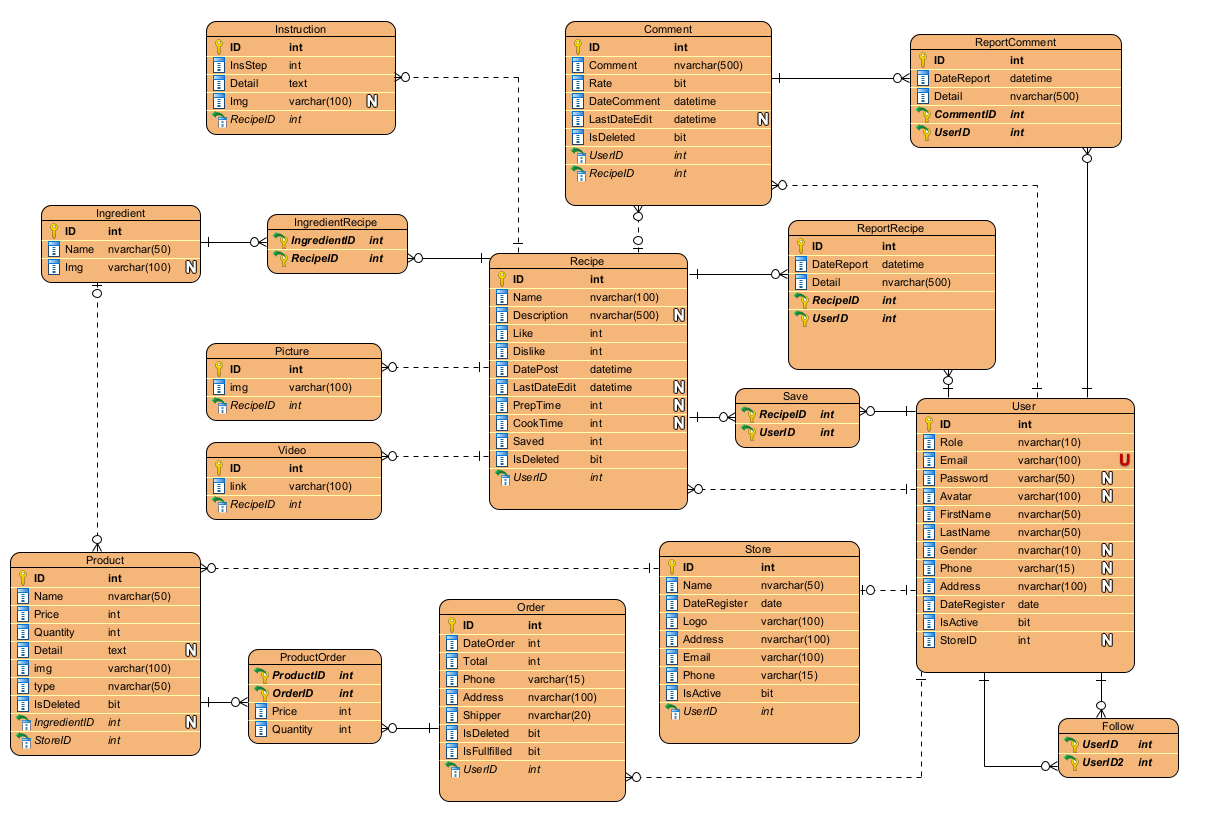 Instruction
ID int
InsStep int
Detail text
Img varchar(100) N
RecipeID int
Comment
ID int
Comment nvarchar(500)
Rate bit
DateComment datetime
LastDateEdit datetime N
IsDeleted bit
UserID int
RecipeID int
ReportComment
ID int
DateReport datetime
Detail nvarchar(500)
CommentID int
UserID int
Ingredient
ID int
Name nvarchar(50)
Img varchar(100) N
IngredientRecipe
IngredientID int
RecipeID int
Recipe
ID int
Name nvarchar(100)
Description nvarchar(500) N
Like int
Dislike int
DatePost datetime
LastDateEdit datetime N
PrepTime int N
CookTime int N
Saved int
IsDeleted bit
UserID int
ReportRecipe
ID int
DateReport datetime
Detail nvarchar(500)
RecipeID int
UserID int
Picture
ID int
img varchar(100)
RecipeID int
Save
RecipeID int
UserID int
Video
ID int
link varchar(100)
RecipeID int
User
ID int
Role nvarchar(10)
Email varchar(100) U
Password varchar(50) N
Avatar varchar(100) N
FirstName nvarchar(50)
LastName nvarchar(50)
Gender nvarchar(10) N
Phone varchar(15) N
Address nvarchar(100) N
DateRegister date
IsActive bit
StoreID int N
Product
ID int
Name nvarchar(50)
Price int
Quantity int
Detail text N
img varchar(100)
type nvarchar(50)
IsDeleted bit
IngredientID int N
StoreID int
ProductOrder
ProductID int
OrderID int
Price int
Quantity int
Order
ID int
DateOrder int
Total int
Phone varchar(15)
Address nvarchar(100)
Shipper nvarchar(20)
IsDeleted bit
IsFullfilled bit
UserID int
Store
ID int
Name nvarchar(50)
DateRegister date
Logo varchar(100)
Address nvarchar(100)
Email varchar(100)
Phone varchar(15)
IsActive bit
UserID int
Follow
UserID int
UserID2 int